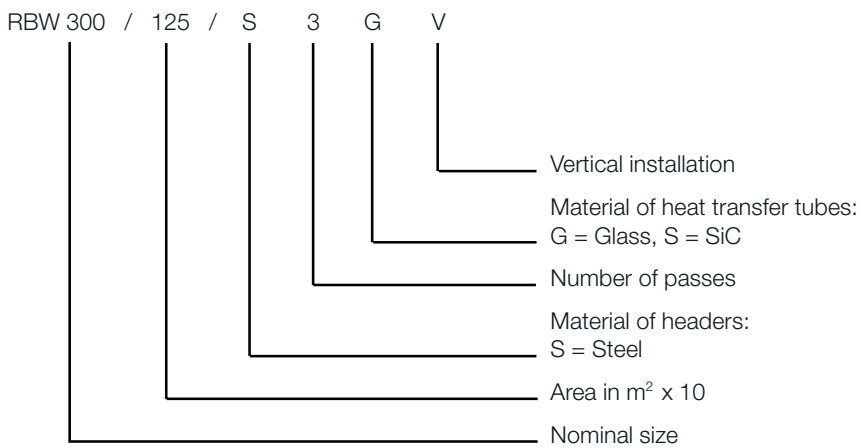 RBW 300 / 125 / S 3 G V
Vertical installation
Material of heat transfer tubes:
G = Glass, S = SiC
Number of passes
Material of headers:
S = Steel
Area in m² x 10
Nominal size